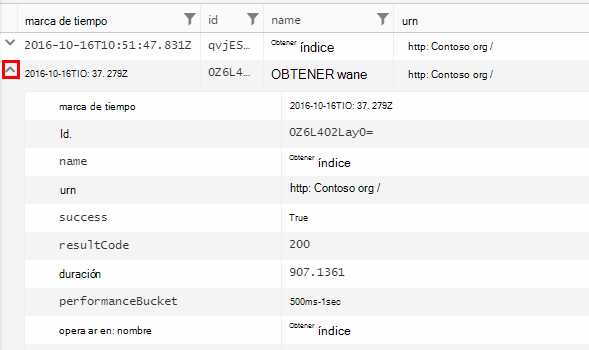 marca de tiempo id name urn
2016-10-16T10:51:47.831Z qvjES… Obtener índice http: Contoso org /
2016-10-16TIO: 37. 279Z 0Z6L4… OBTENER wane http: Contoso org /
marca de tiempo 2016-10-16TIO: 37. 279Z
Id. 0Z6L402LayO=
name Obtener índice
urn http: Contoso org /
success True
resultCode 200
duración 907.1361
performanceBucket 500ms-1sec
opera ar en: nombre Obtener índice